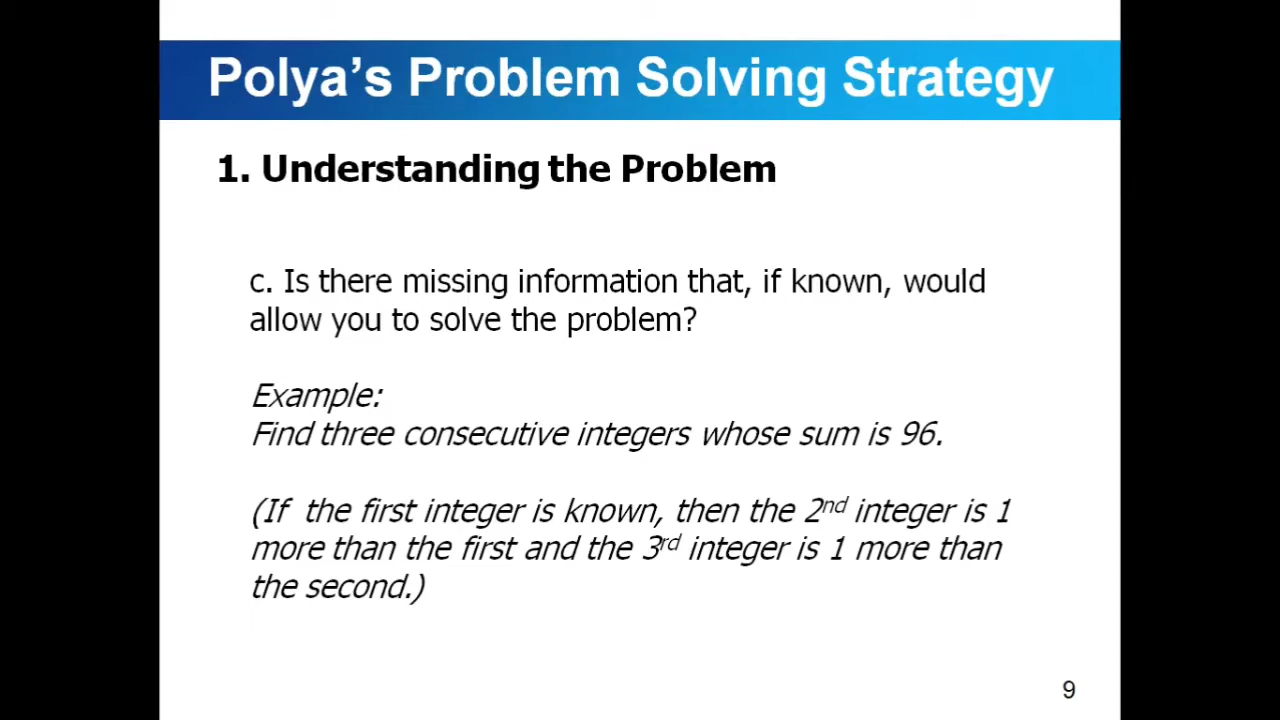 Polya's Problem Solving Strategy
1. Understanding the Problem
c. Is there missing information that, if known, would
allow you to solve the problem?
Example:
Find three consecutive integers whose sum is 96.
(If the first integer is known, then the 2nd integer is 1
more than the first and the 3rd integer is 1 more than
the second.)
9